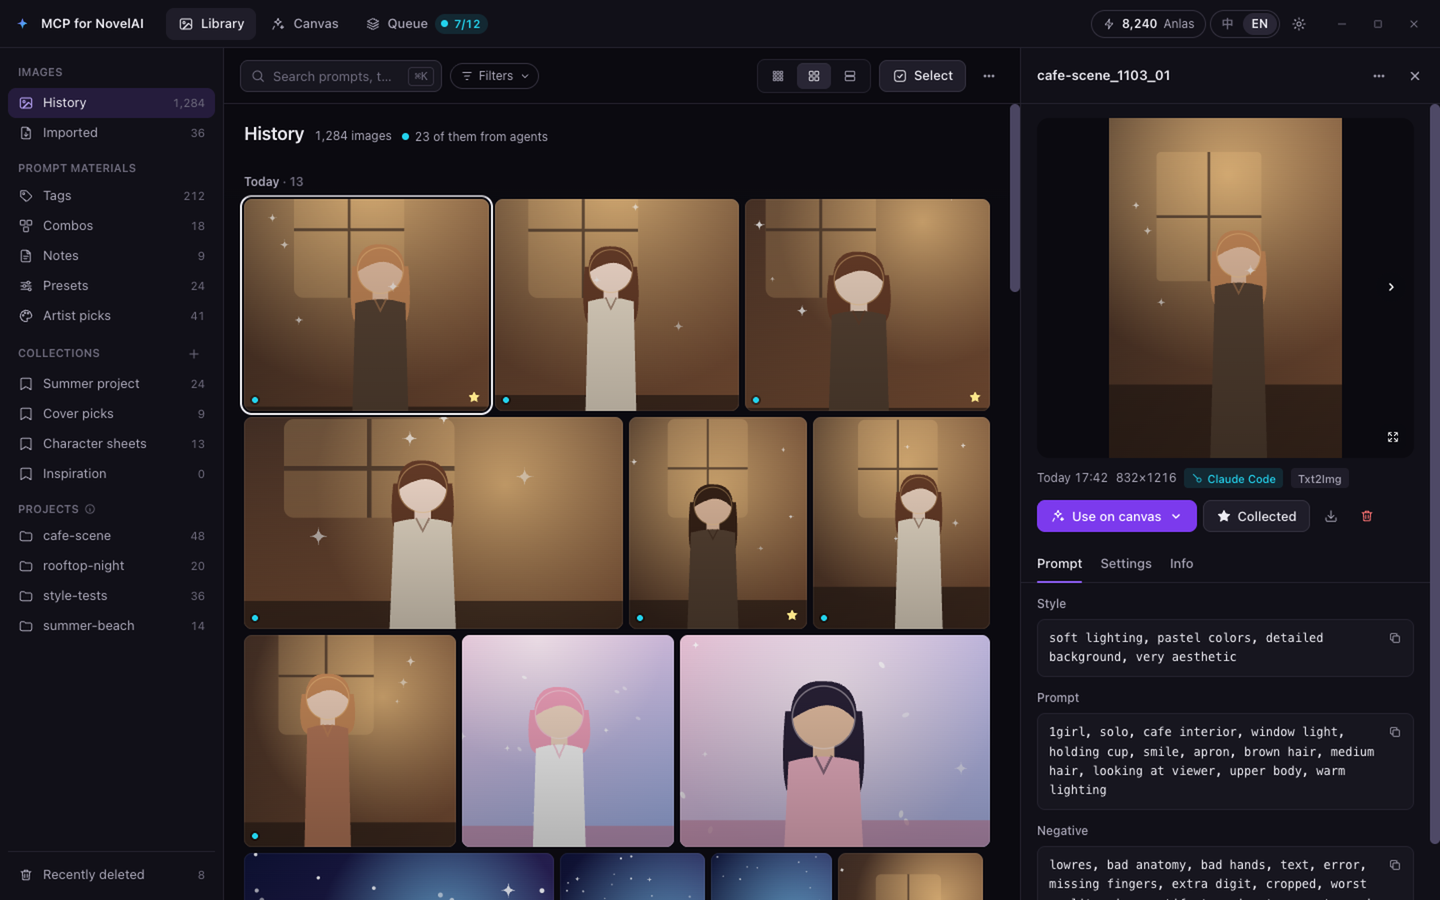 MCP for NovelAI
Library
Canvas
Queue
7/12
8,240 Anlas
中
EN
IMAGES
History 1,284
Imported 36
PROMPT MATERIALS
Tags 212
Combos 18
Notes 9
Presets 24
Artist picks 41
COLLECTIONS
Summer project 24
Cover picks 9
Character sheets 13
Inspiration 0
PROJECTS
cafe-scene 48
rooftop-night 20
style-tests 36
summer-beach 14
Recently deleted 8
Search prompts, t...
⌘K
Filters
Select
History 1,284 images 23 of them from agents
Today · 13
cafe-scene_1103_01
Today 17:42 832×1216 Claude Code Txt2Img
Use on canvas
Collected
Prompt Settings Info
Style
soft lighting, pastel colors, detailed
background, very aesthetic
Prompt
1girl, solo, cafe interior, window light,
holding cup, smile, apron, brown hair, medium
hair, looking at viewer, upper body, warm
lighting
Negative
lowres, bad anatomy, bad hands, text, error,
missing fingers, extra digit, cropped, worst